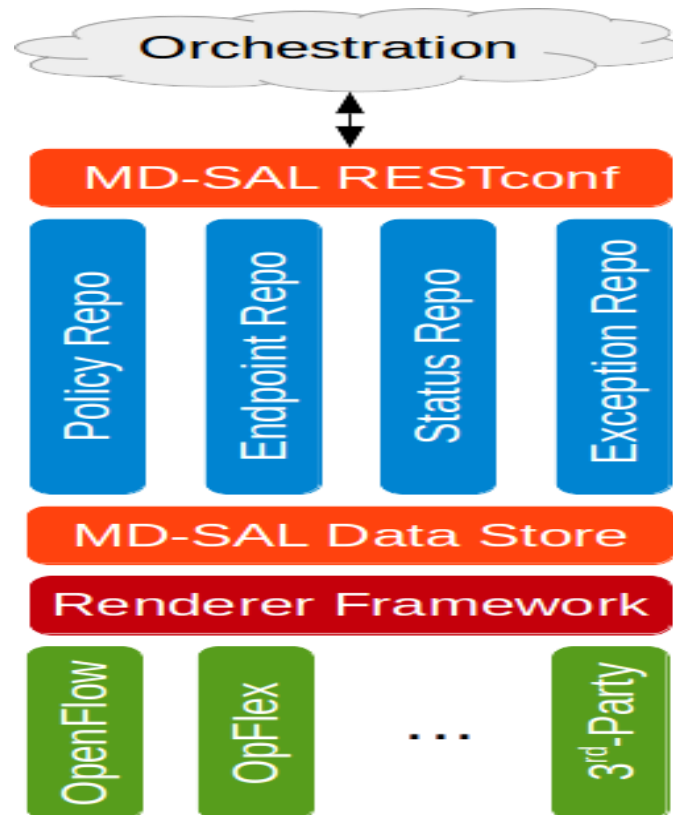 Orchestration
MD-SAL RESTconf
Policy Repo
Endpoint Repo
Status Repo
Exception Repo
MD-SAL Data Store
Renderer Framework
OpenFlow
OpFlex
...
3rd-Party